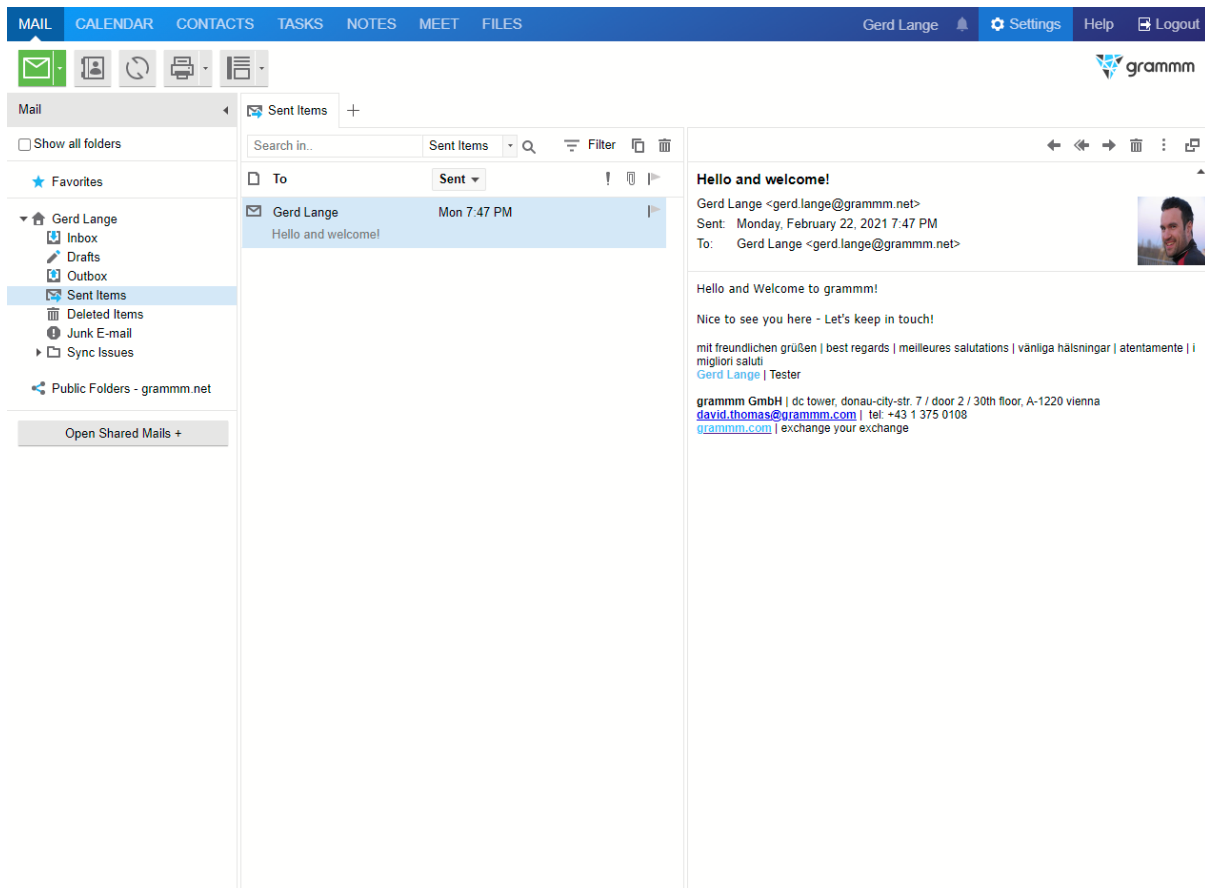 MAIL CALENDAR CONTACTS TASKS NOTES MEET FILES Gerd Lange Settings Help Logout
grammm
Mail
Sent Items
Show all folders
Search in..
Sent Items
Filter
Favorites
To
Sent
Gerd Lange
Inbox
Drafts
Outbox
Sent Items
Deleted Items
Junk E-mail
Sync Issues
Public Folders - grammm.net
Open Shared Mails +
Gerd Lange Mon 7:47 PM
Hello and welcome!
Hello and welcome!
Gerd Lange <gerd.lange@grammm.net>
Sent: Monday, February 22, 2021 7:47 PM
To: Gerd Lange <gerd.lange@grammm.net>
Hello and Welcome to grammm!
Nice to see you here - Let's keep in touch!
mit freundlichen grüßen | best regards | meilleures salutations | vänliga hälsningar | atentamente | i
migliori saluti
Gerd Lange | Tester
grammm GmbH | dc tower, donau-city-str. 7 / door 2 / 30th floor, A-1220 vienna
david.thomas@grammm.com | tel: +43 1 375 0108
grammm.com | exchange your exchange